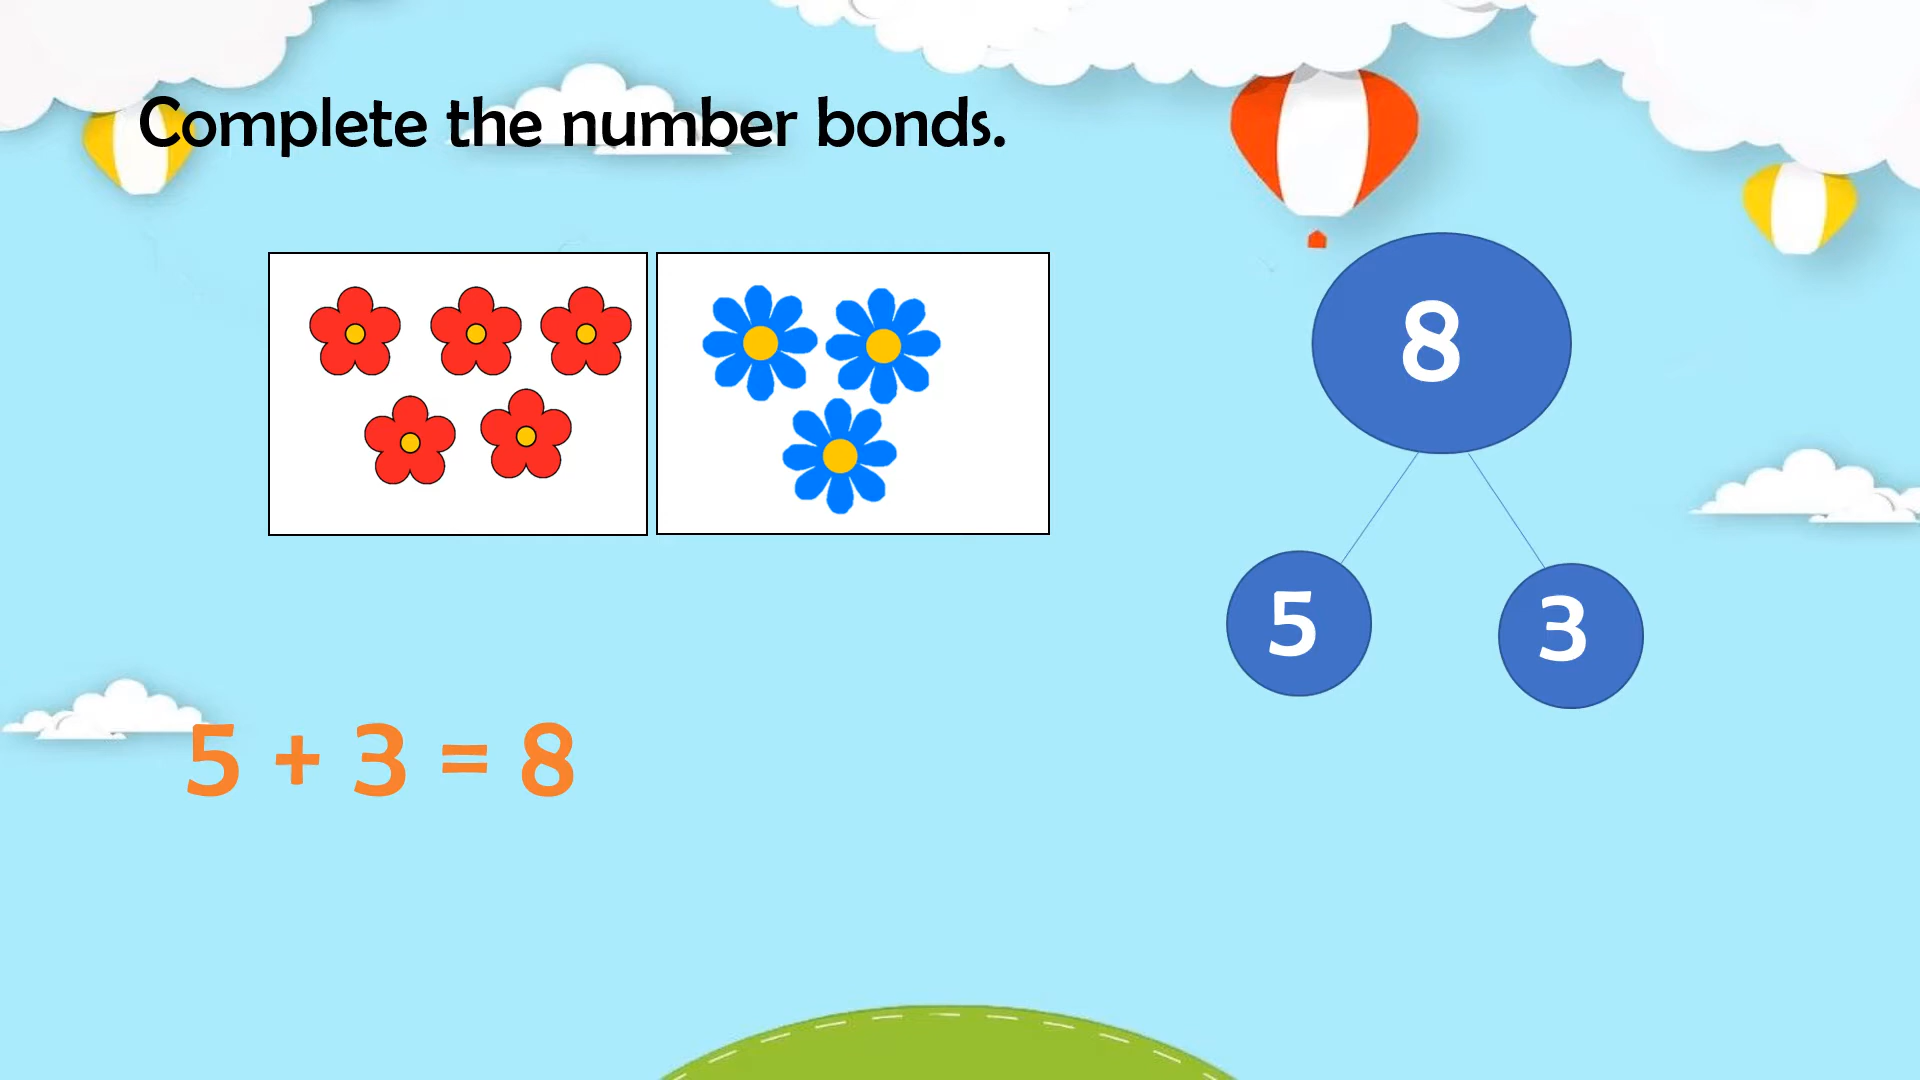 Complete the number bonds.
8
5
3
5 + 3 = 8